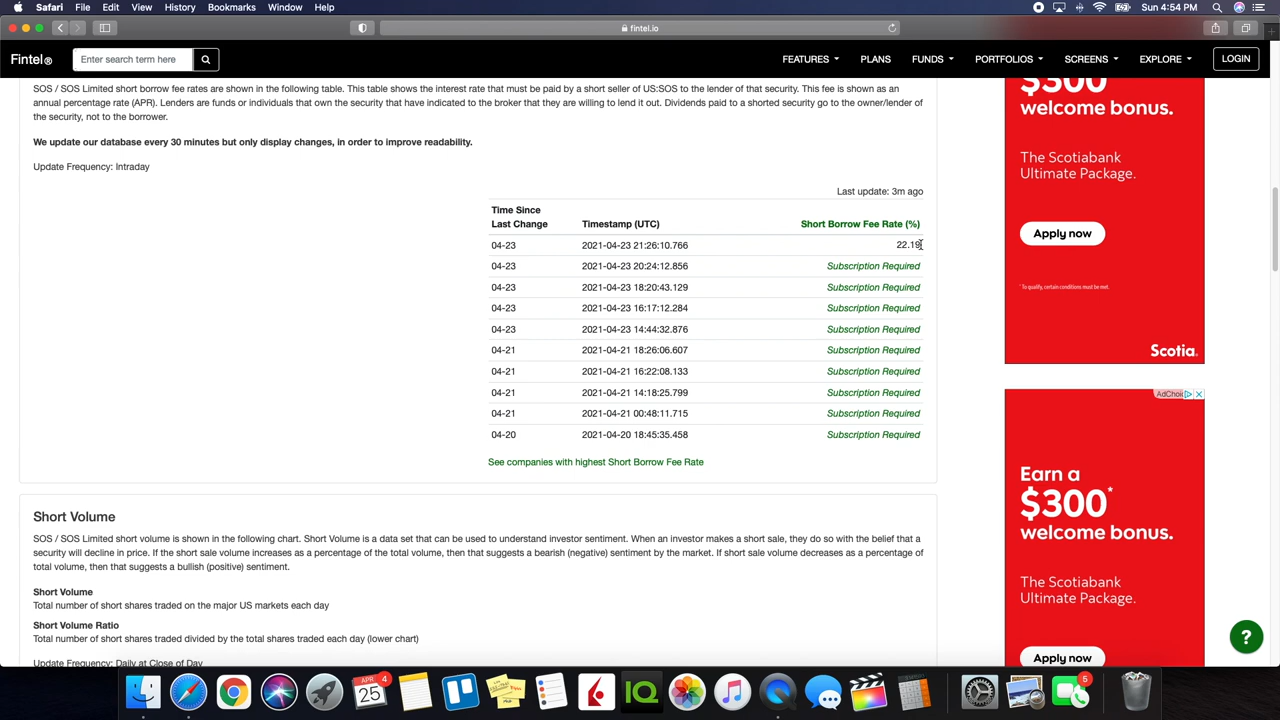 Safari File Edit View History Bookmarks Window Help
Sun 4:54 PM
fintel.io
Fintel
Enter search term here
FEATURES PLANS FUNDS PORTFOLIOS SCREENS EXPLORE LOGIN
SOS / SOS Limited short borrow fee rates are shown in the following table. This table shows the interest rate that must be paid by a short seller of US:SOS to the lender of that security. This fee is shown as an
annual percentage rate (APR). Lenders are funds or individuals that own the security that have indicated to the broker that they are willing to lend it out. Dividends paid to a shorted security go to the owner/lender of
the security, not to the borrower.
We update our database every 30 minutes but only display changes, in order to improve readability.
Update Frequency: Intraday
Last update: 3m ago
Time Since
Last Change Timestamp (UTC) Short Borrow Fee Rate (%)
04-23 2021-04-23 21:26:10.766 22.19
04-23 2021-04-23 20:24:12.856 Subscription Required
04-23 2021-04-23 18:20:43.129 Subscription Required
04-23 2021-04-23 16:17:12.284 Subscription Required
04-23 2021-04-23 14:44:32.876 Subscription Required
04-21 2021-04-21 18:26:06.607 Subscription Required
04-21 2021-04-21 16:22:08.133 Subscription Required
04-21 2021-04-21 14:18:25.799 Subscription Required
04-21 2021-04-21 00:48:11.715 Subscription Required
04-20 2021-04-20 18:45:35.458 Subscription Required
See companies with highest Short Borrow Fee Rate
Short Volume
SOS / SOS Limited short volume is shown in the following chart. Short Volume is a data set that can be used to understand investor sentiment. When an investor makes a short sale, they do so with the belief that a
security will decline in price. If the short sale volume increases as a percentage of the total volume, then that suggests a bearish (negative) sentiment by the market. If short sale volume decreases as a percentage of
total volume, then that suggests a bullish (positive) sentiment.
Short Volume
Total number of short shares traded on the major US markets each day
Short Volume Ratio
Total number of short shares traded divided by the total shares traded each day (lower chart)
Update Frequency: Daily at Close of Day
$300
welcome bonus.
The Scotiabank
Ultimate Package.
Apply now
* To qualify, certain conditions must be met.
Scotia.
Earn a
$300*
welcome bonus.
The Scotiabank
Ultimate Package.
Apply now
?
APR 4
25
IQ
5